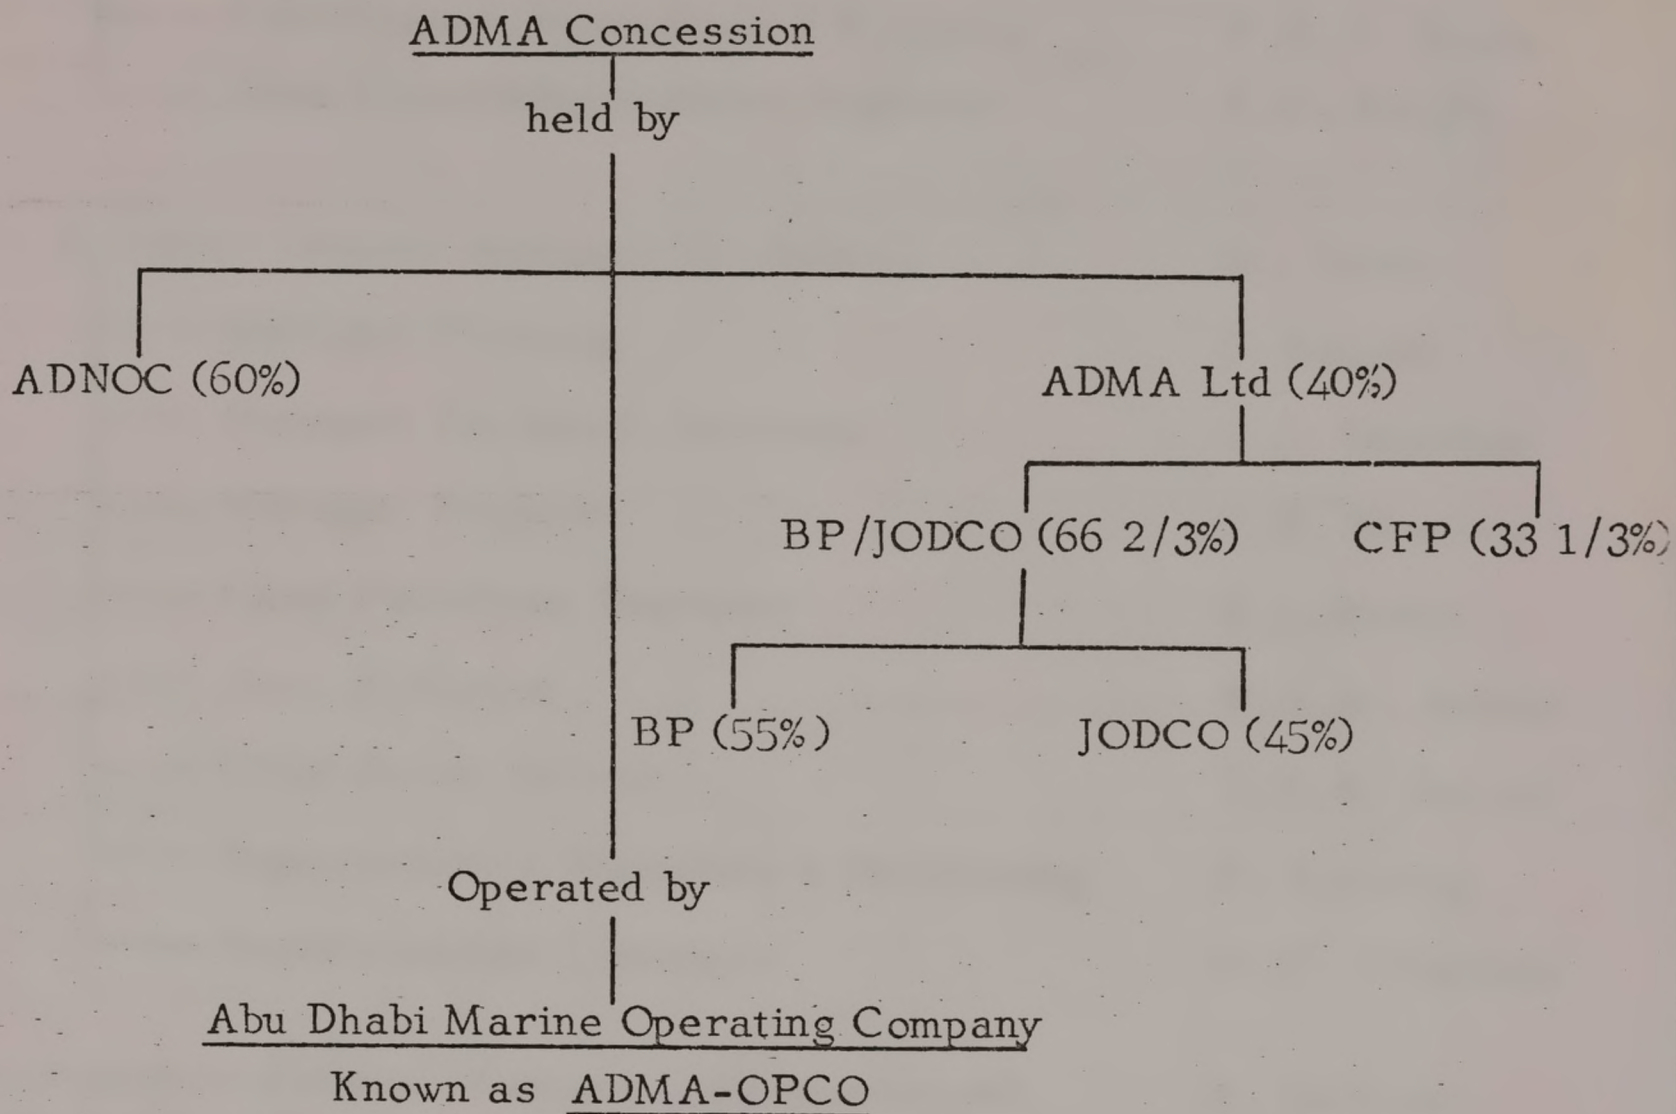 ADMA Concession
held by
ADNOC (60%)
ADMA Ltd (40%)
BP/JODCO (66 2/3%)
CFP (33 1/3%)
BP (55%)
JODCO (45%)
Operated by
Abu Dhabi Marine Operating Company
Known as ADMA-OPCO